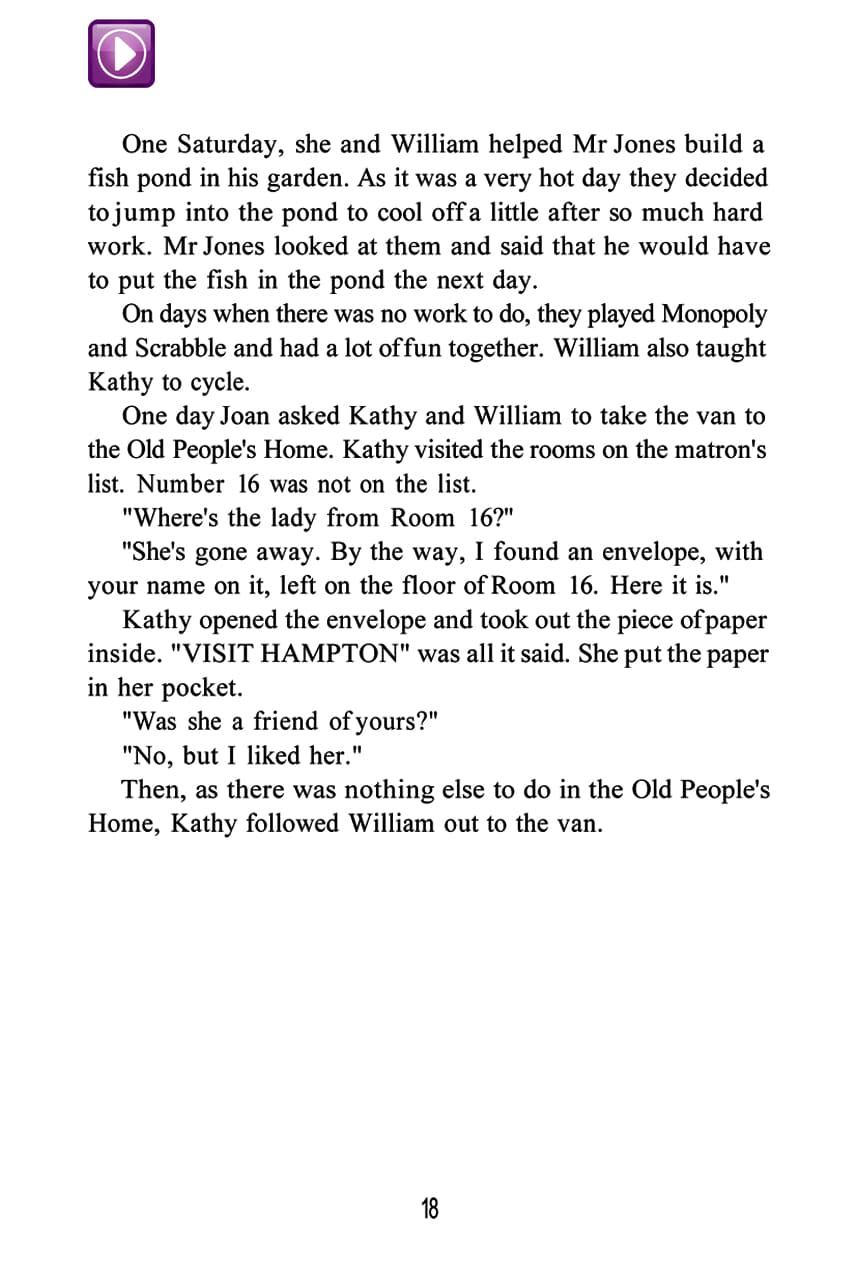 One Saturday, she and William helped Mr Jones build a
fish pond in his garden. As it was a very hot day they decided
to jump into the pond to cool off a little after so much hard
work. Mr Jones looked at them and said that he would have
to put the fish in the pond the next day.
On days when there was no work to do, they played Monopoly
and Scrabble and had a lot of fun together. William also taught
Kathy to cycle.
One day Joan asked Kathy and William to take the van to
the Old People's Home. Kathy visited the rooms on the matron's
list. Number 16 was not on the list.
"Where's the lady from Room 16?"
"She's gone away. By the way, I found an envelope, with
your name on it, left on the floor of Room 16. Here it is."
Kathy opened the envelope and took out the piece of paper
inside. "VISIT HAMPTON" was all it said. She put the paper
in her pocket.
"Was she a friend of yours?"
"No, but I liked her."
Then, as there was nothing else to do in the Old People's
Home, Kathy followed William out to the van.
18